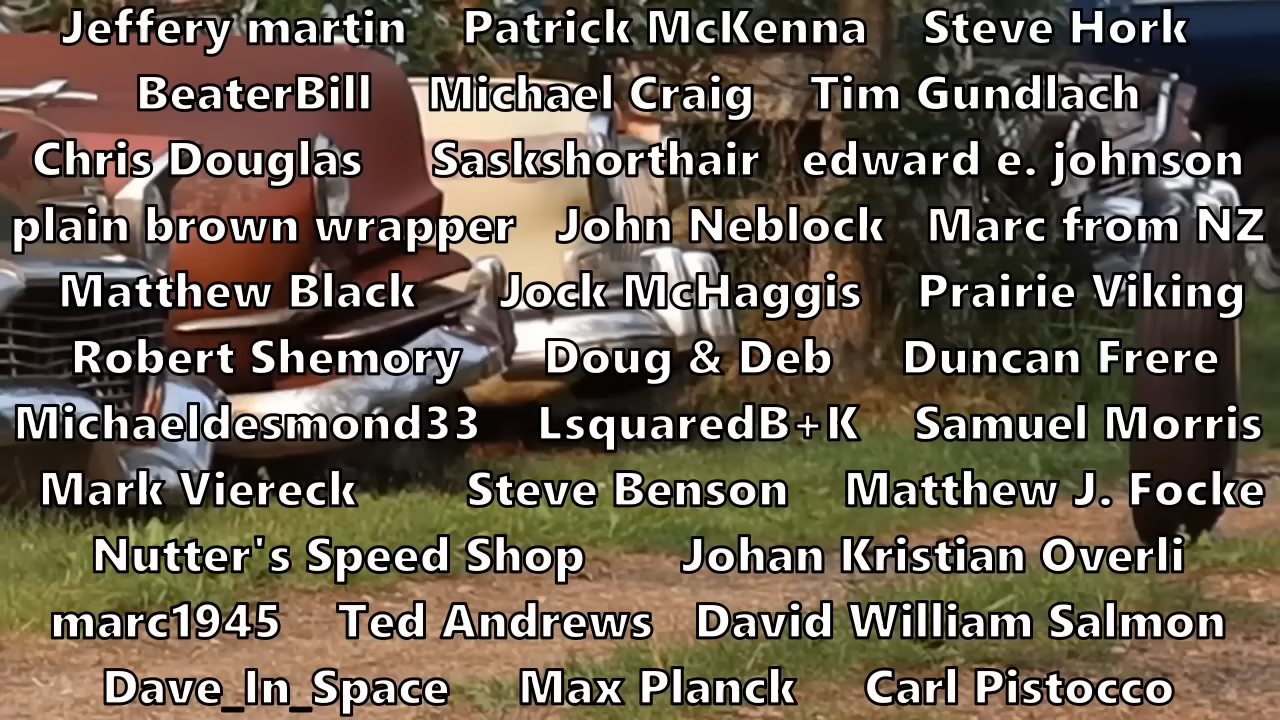 Jeffery martin Patrick McKenna Steve Hork
BeaterBill Michael Craig Tim Gundlach
Chris Douglas Saskshorthair edward e. johnson
plain brown wrapper John Neblock Marc from NZ
Matthew Black Jock McHaggis Prairie Viking
Robert Shemory Doug & Deb Duncan Frere
Michaeldesmond33 LsquaredB+K Samuel Morris
Mark Viereck Steve Benson Matthew J. Focke
Nutter's Speed Shop Johan Kristian Overli
marc1945 Ted Andrews David William Salmon
Dave_In_Space Max Planck Carl Pistocco